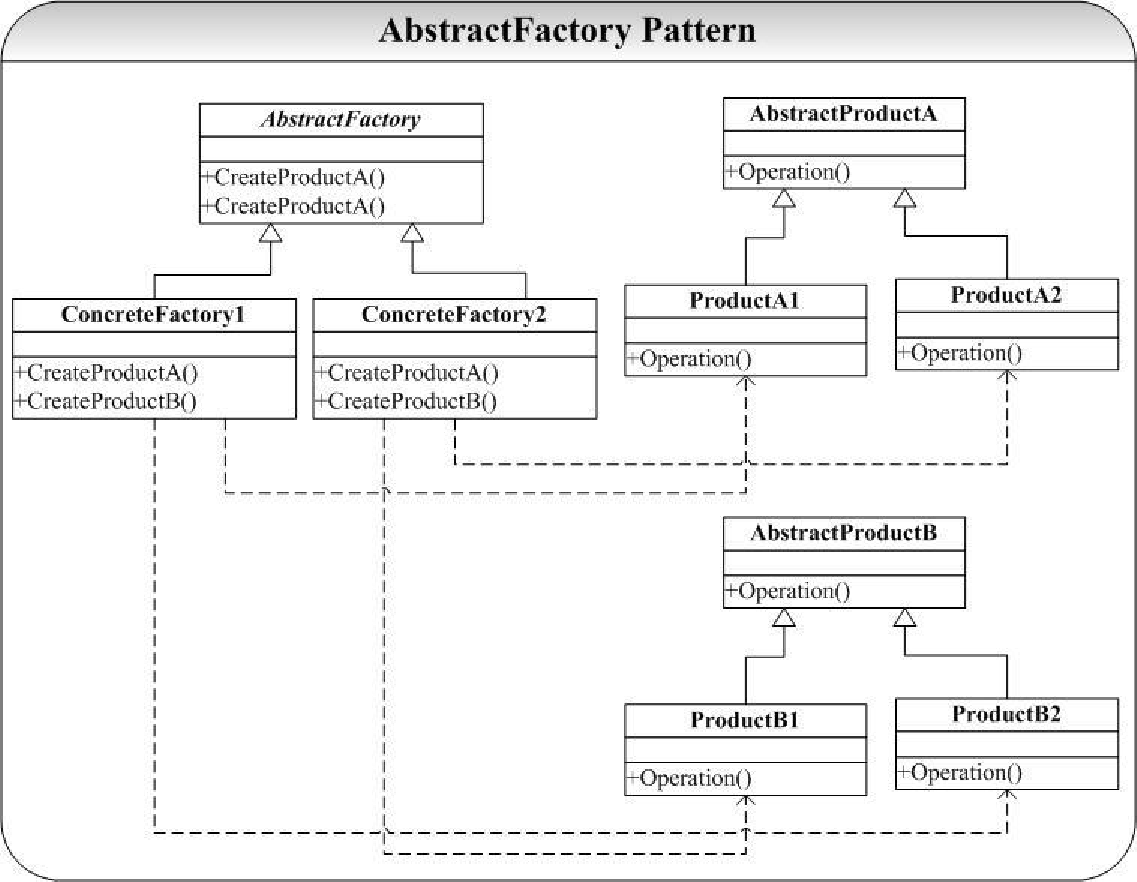 AbstractFactory Pattern
AbstractFactory
+CreateProductA()
+CreateProductA()
ConcreteFactory1
+CreateProductA()
+CreateProductB()
ConcreteFactory2
+CreateProductA()
+CreateProductB()
AbstractProductA
+Operation()
ProductA1
+Operation()
ProductA2
+Operation()
AbstractProductB
+Operation()
ProductB1
+Operation()
ProductB2
+Operation()